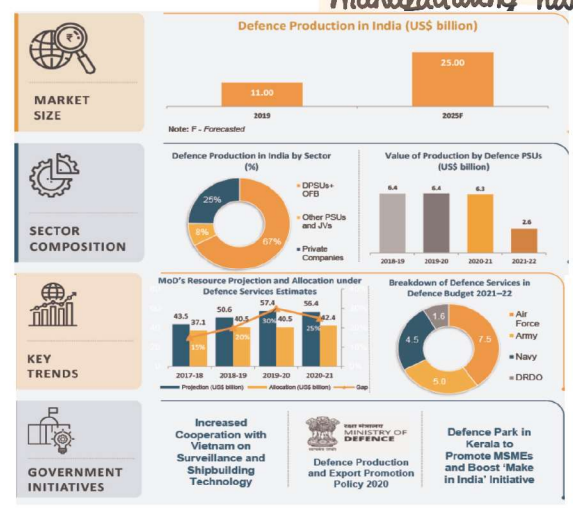 Defence Production in India (US$ billion)
25.00
11.00
2019
2025F
Note: F - Forecasted
MARKET
SIZE
Defence Production in India by Sector
(%)
25%
8%
67%
DPSUs+
OFB
Other PSUs
and JVs
Private
Companies
Value of Production by Defence PSUs
(US$ billion)
6.4
6.4
6.3
2.6
2018-19
2019-20
2020-21
2021-22
SECTOR
COMPOSITION
MoD's Resource Projection and Allocation under
Defence Services Estimates
43.5
37.1
50.6
40.5
57.4
40.5
56.4
42.4
15%
20%
30%
25%
2017-18
2018-19
2019-20
2020-21
Projection (US$ billion)
Allocation (US$ billion)
Gap
Breakdown of Defence Services in
Defence Budget 2021–22
1.6
7.5
4.5
5.0
Air
Force
Army
Navy
DRDO
KEY
TRENDS
GOVERNMENT
INITIATIVES
Increased
Cooperation with
Vietnam on
Surveillance and
Shipbuilding
Technology
MINISTRY OF
DEFENCE
Defence Production
and Export Promotion
Policy 2020
Defence Park in
Kerala to
Promote MSMEs
and Boost 'Make
in India' Initiative